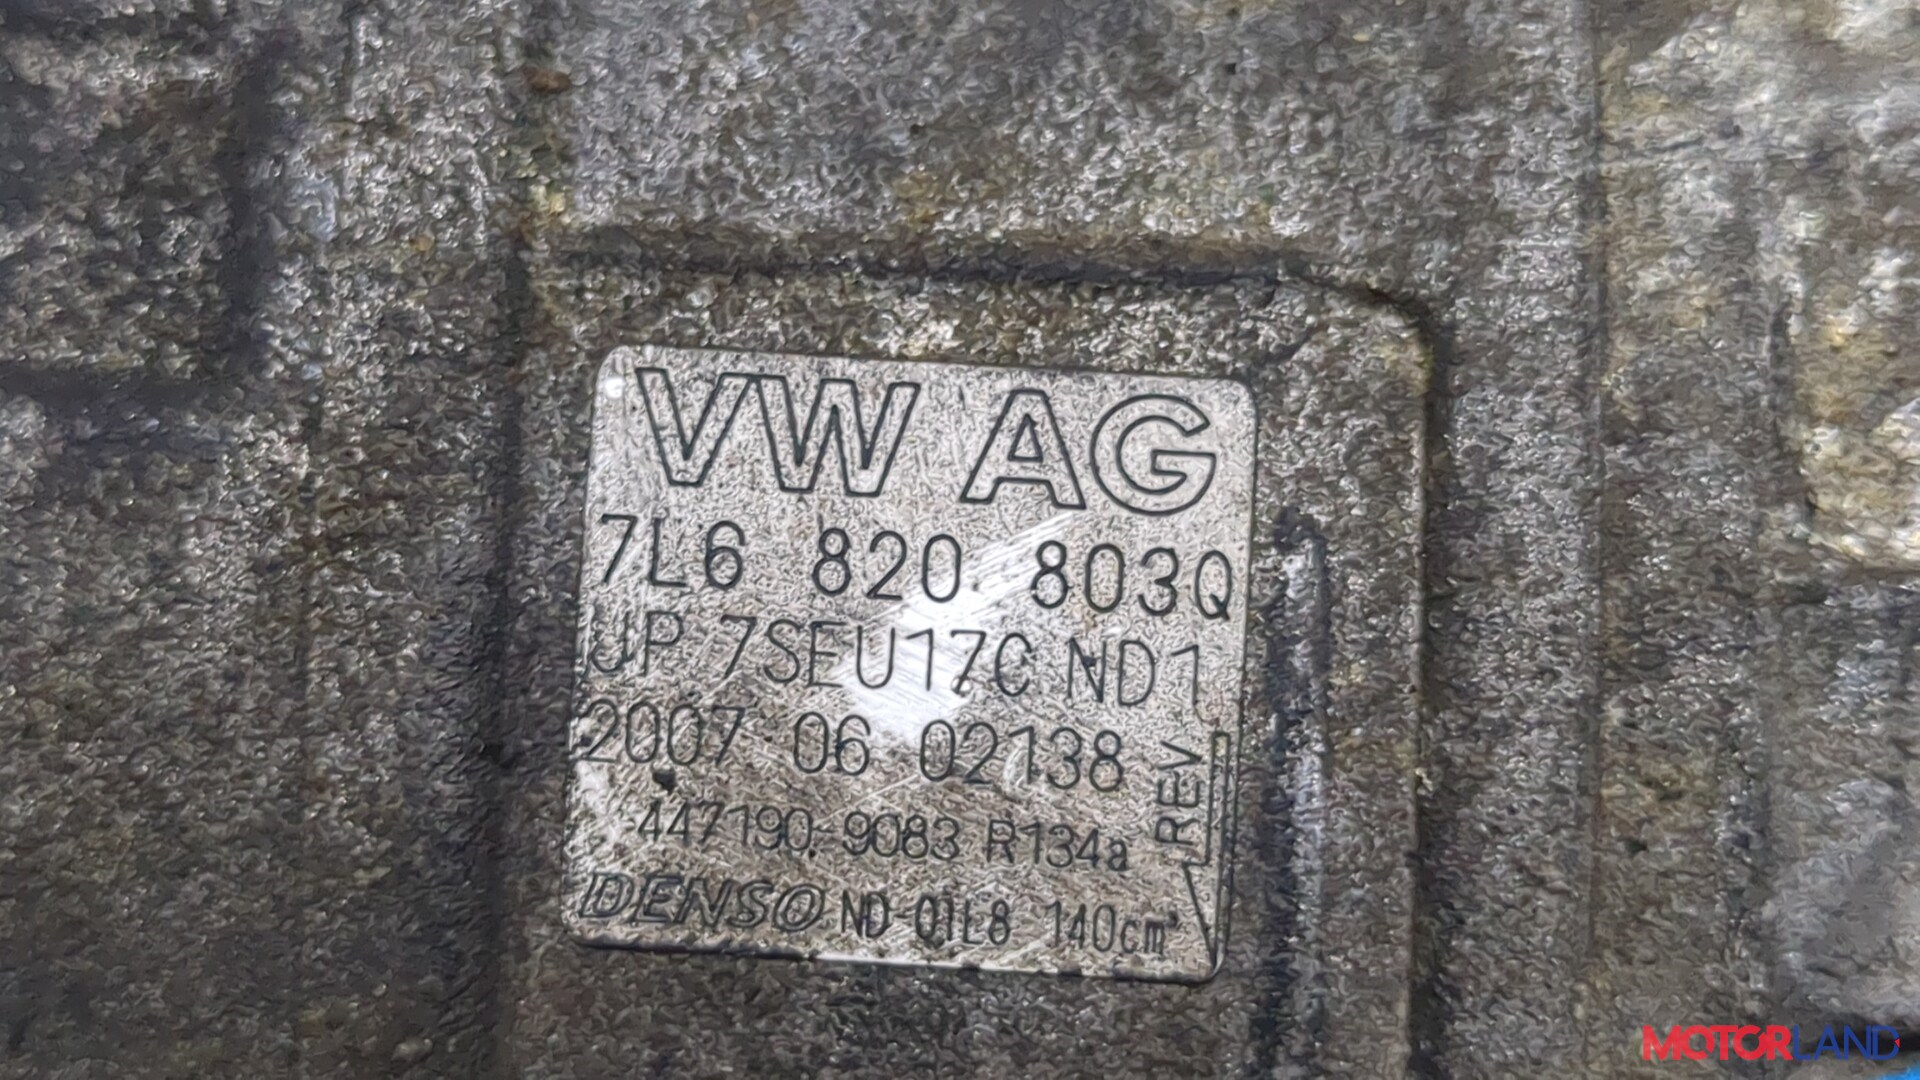 VW AG
7L6 820 803Q
JP 7SEU17C ND1
2007 06 02138
447190-9083 R134a
REV
DENSO ND-OIL8 140cm³
MOTORLAND